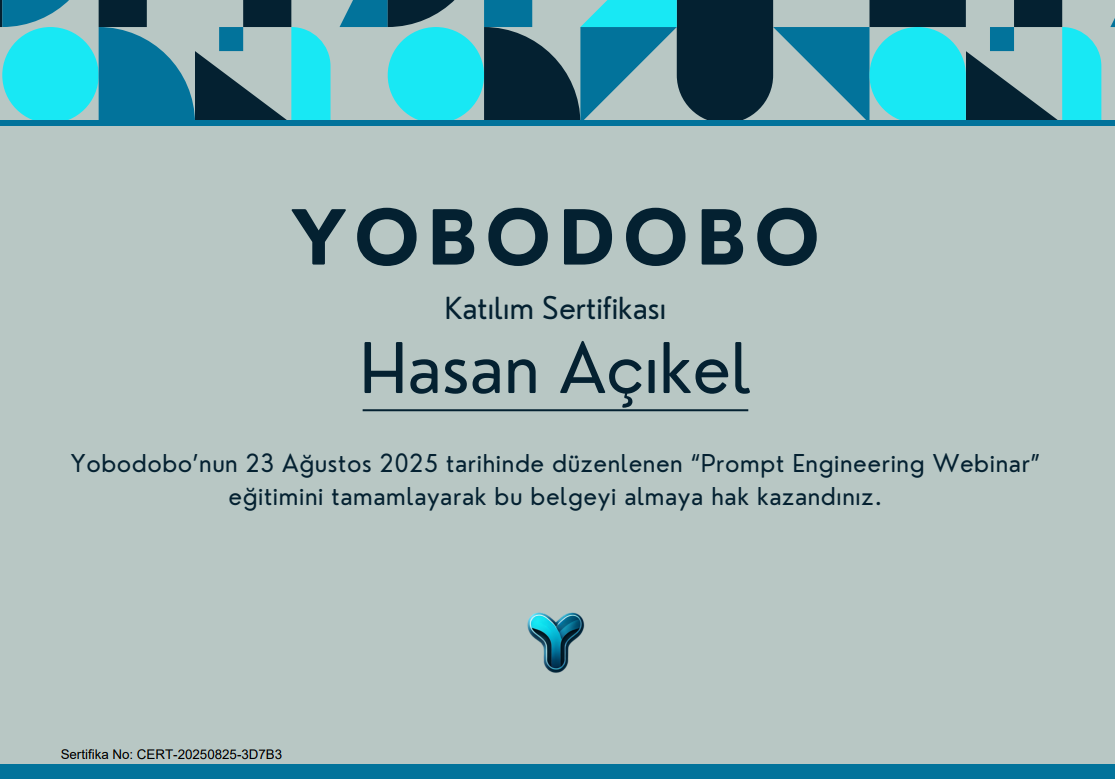 YOBODOBO
Katılım Sertifikası
Hasan Açıkel
Yobodobo’nun 23 Ağustos 2025 tarihinde düzenlenen “Prompt Engineering Webinar”
eğitimini tamamlayarak bu belgeyi almaya hak kazandınız.
Sertifika No: CERT-20250825-3D7B3